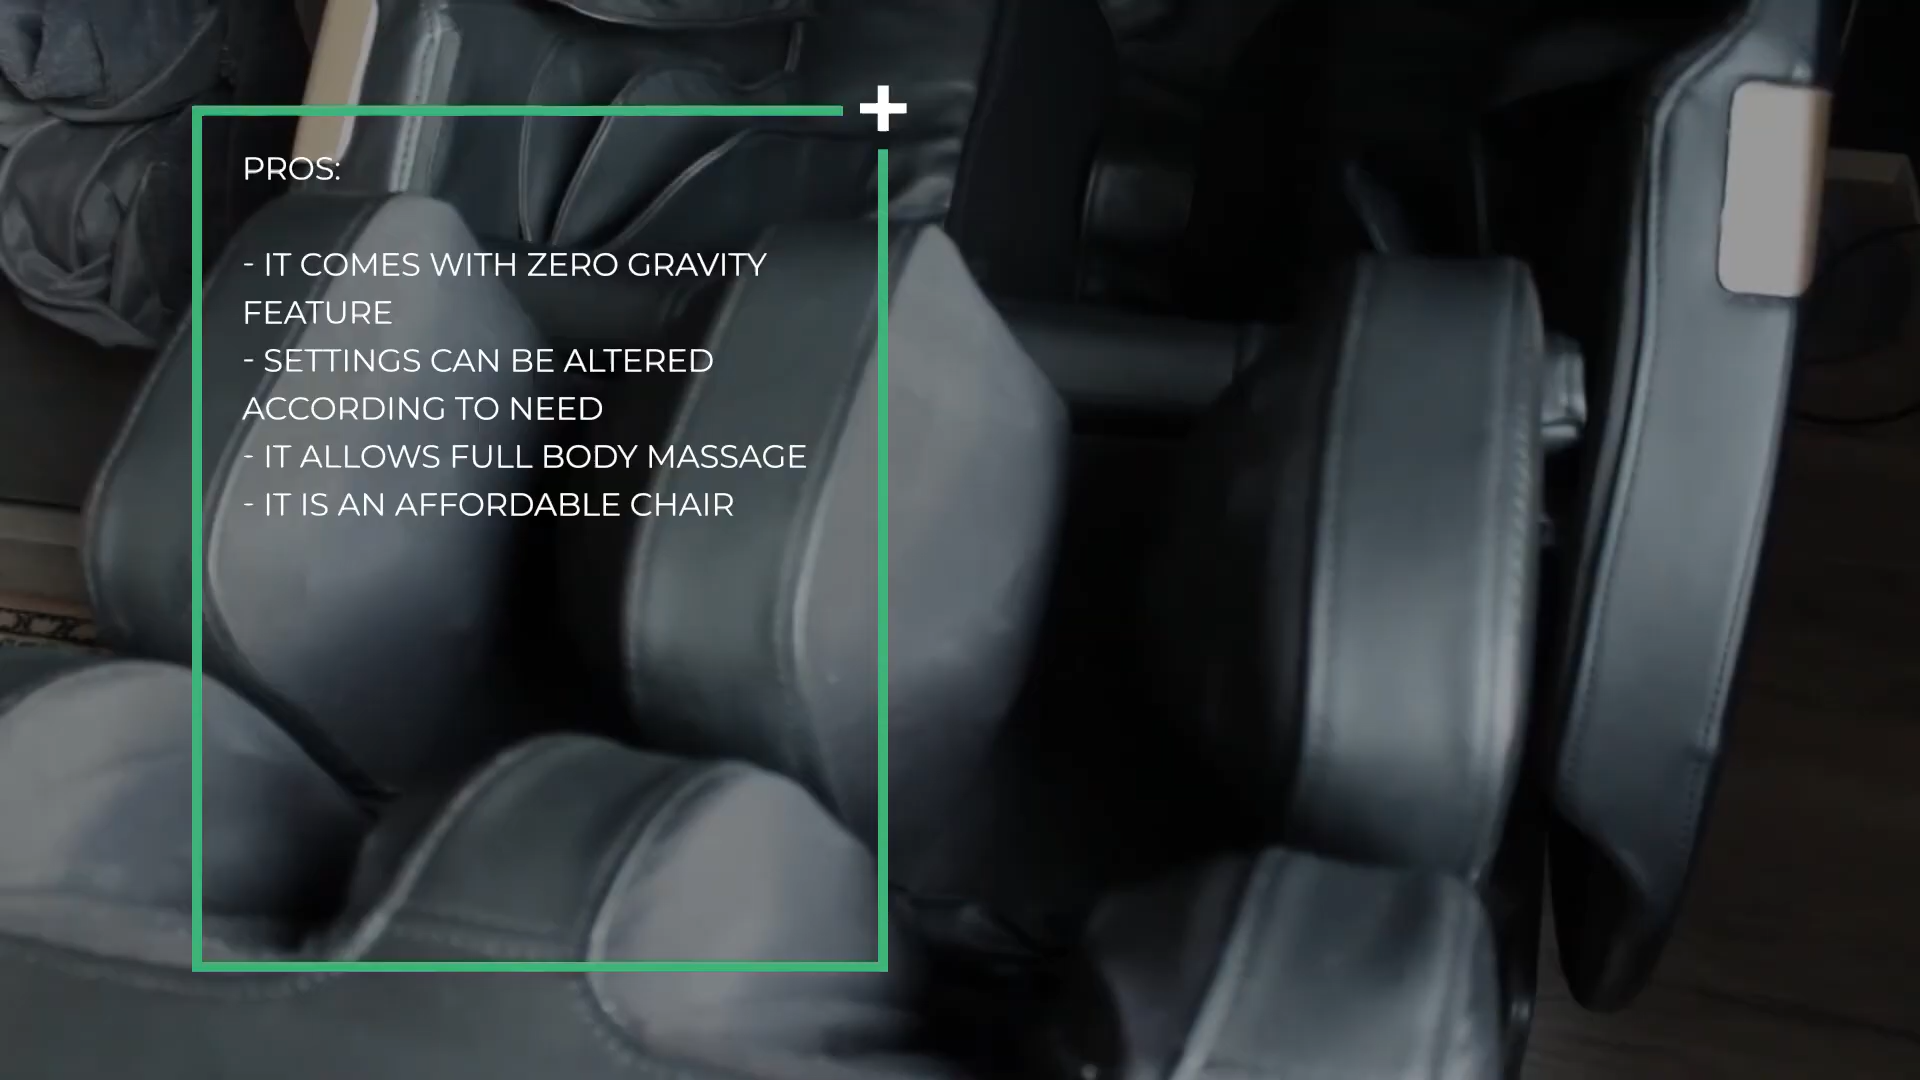 PROS:
- IT COMES WITH ZERO GRAVITY
FEATURE
- SETTINGS CAN BE ALTERED
ACCORDING TO NEED
- IT ALLOWS FULL BODY MASSAGE
- IT IS AN AFFORDABLE CHAIR